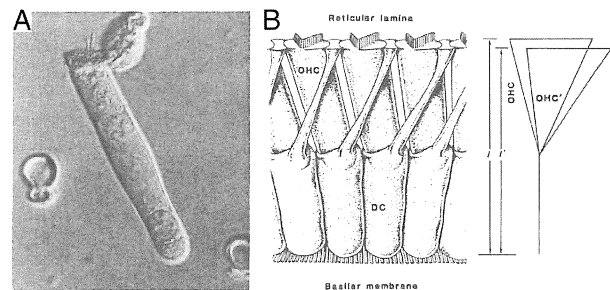 A
B
Reticular lamina
OHC
DC
Basilar membrane
OHC
OHC'
l
l'